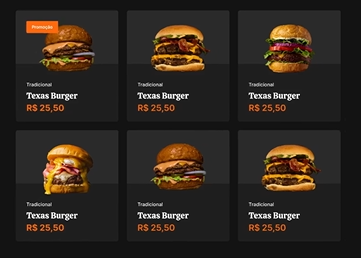 Promoção
Tradicional
Texas Burger
R$ 25,50
Tradicional
Texas Burger
R$ 25,50
Tradicional
Texas Burger
R$ 25,50
Tradicional
Texas Burger
R$ 25,50
Tradicional
Texas Burger
R$ 25,50
Tradicional
Texas Burger
R$ 25,50